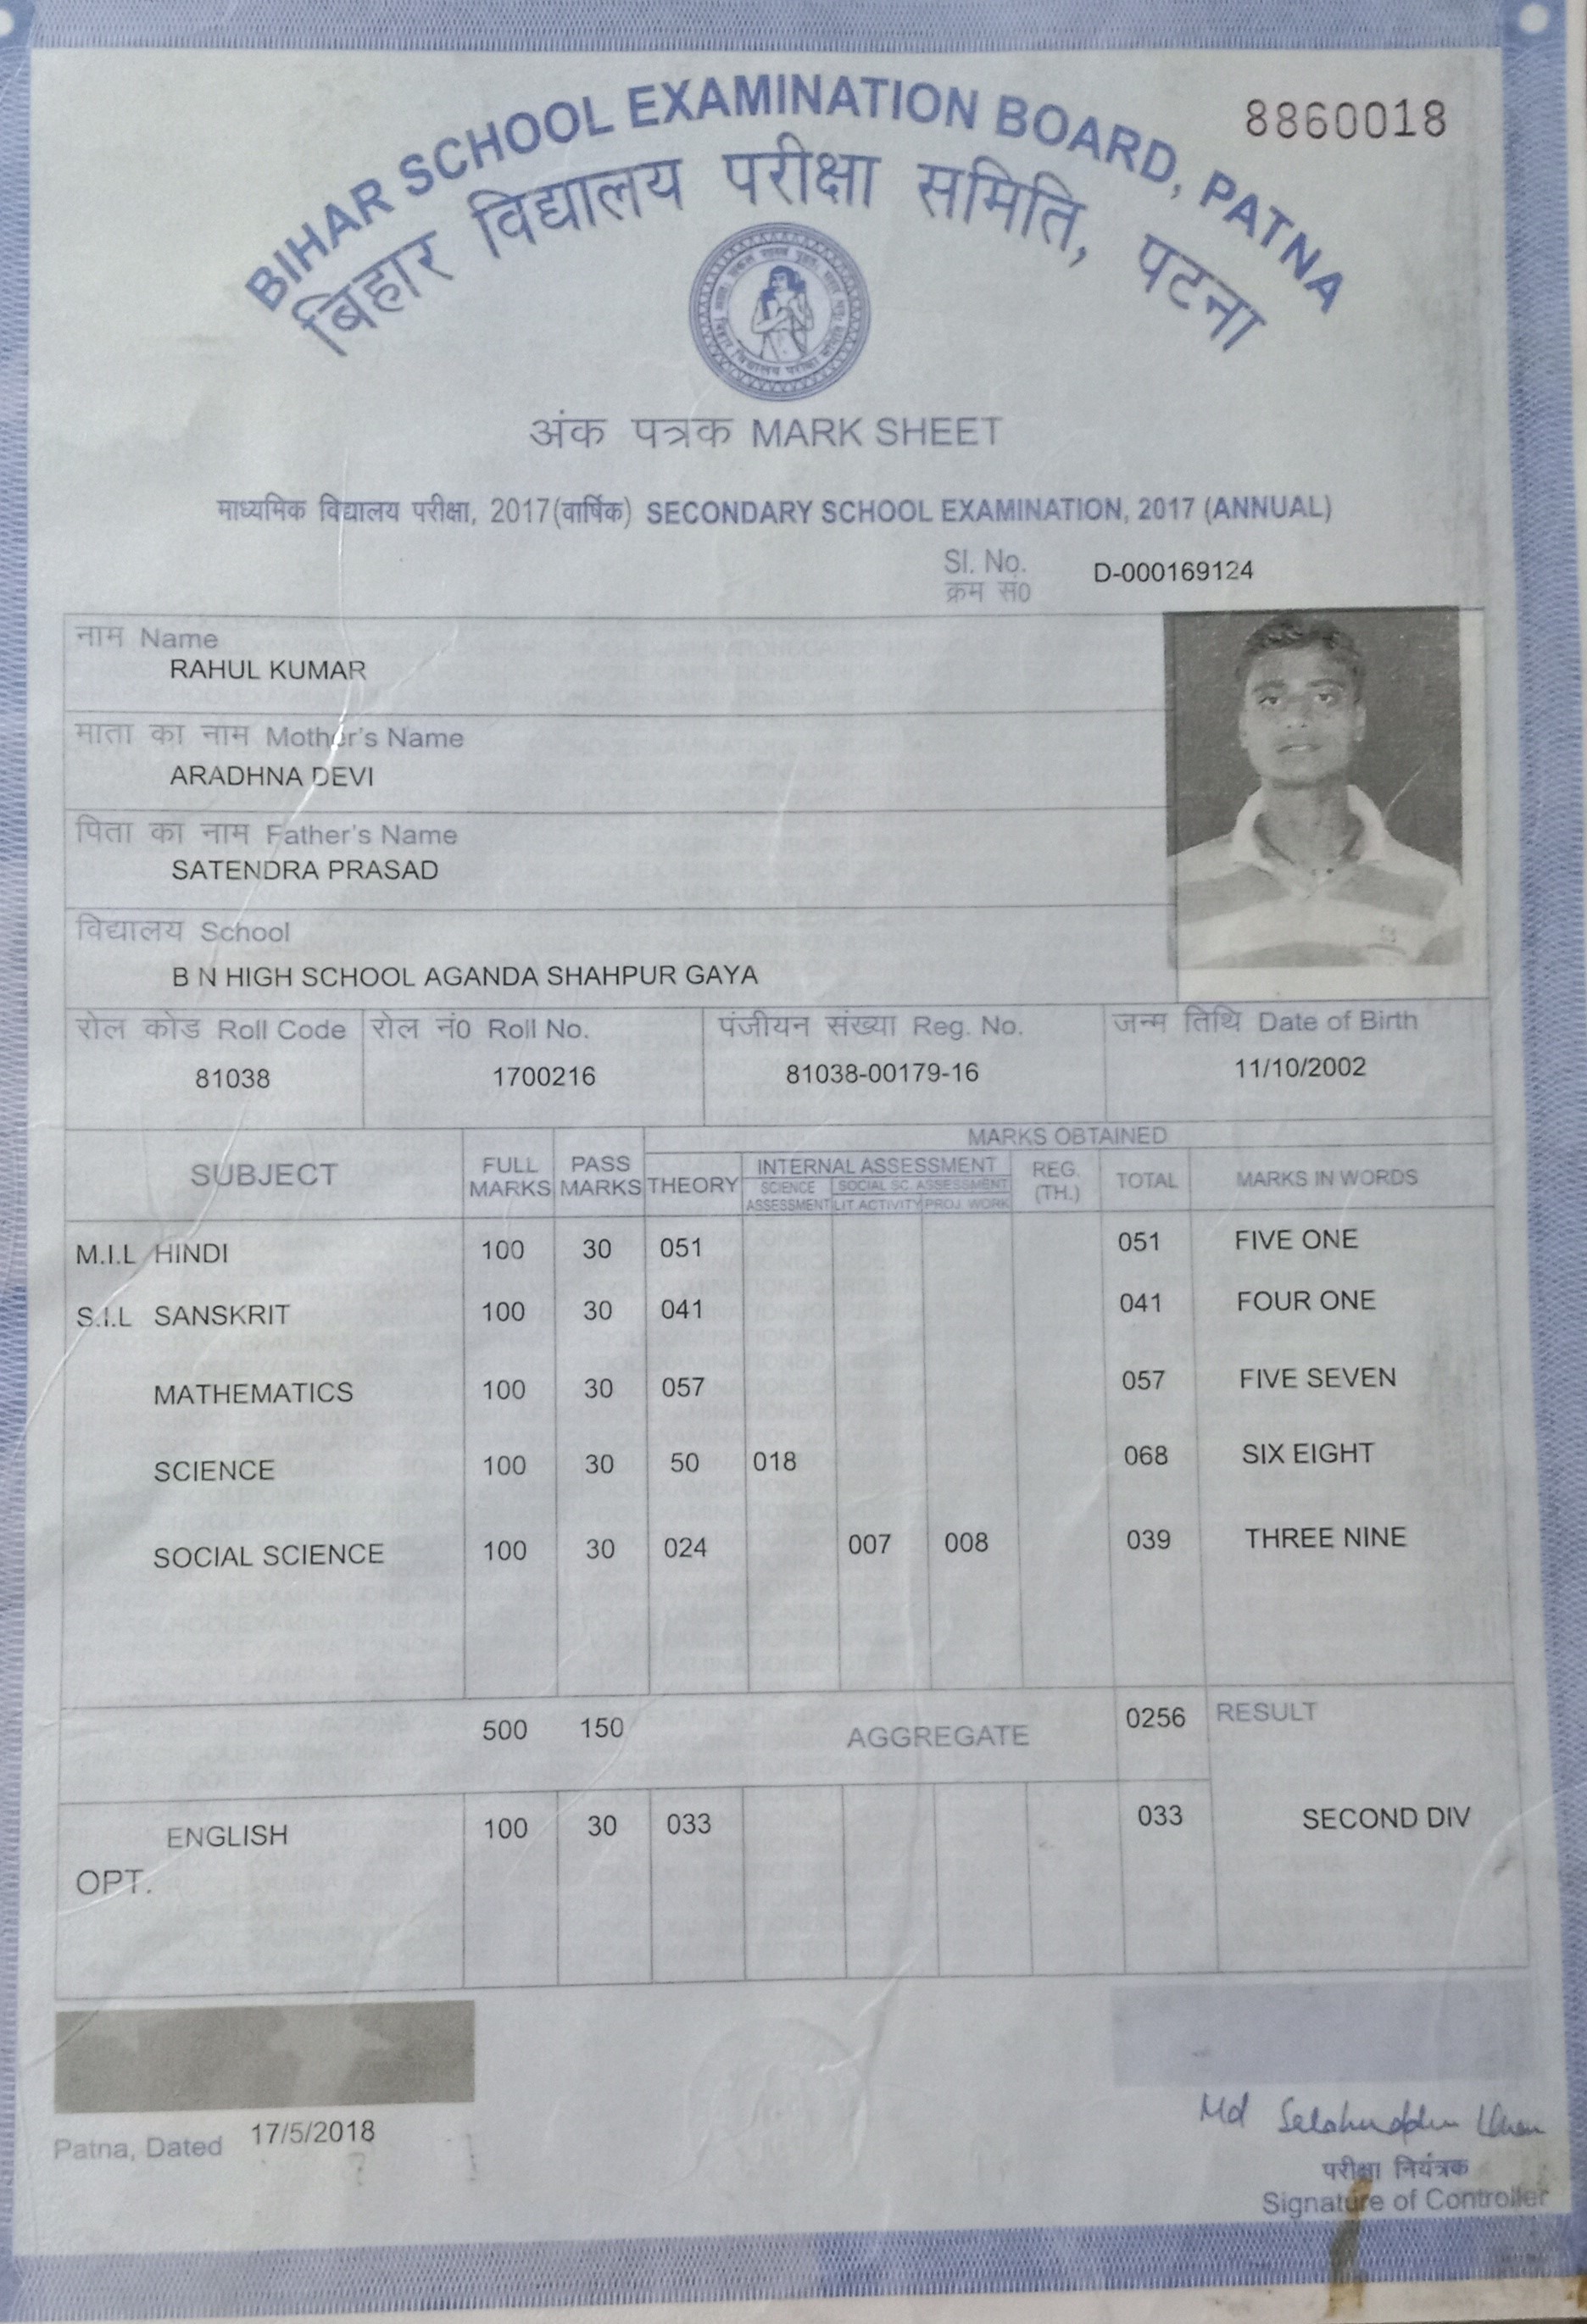 8860018
BIHAR SCHOOL EXAMINATION BOARD, PATNA
बिहार विद्यालय परीक्षा समिति, पटना
अंक पत्रक MARK SHEET
माध्यमिक विद्यालय परीक्षा, 2017(वार्षिक) SECONDARY SCHOOL EXAMINATION, 2017 (ANNUAL)
Sl. No. D-000169124
क्रम सं0
नाम Name
RAHUL KUMAR
माता का नाम Mother's Name
ARADHNA DEVI
पिता का नाम Father's Name
SATENDRA PRASAD
विद्यालय School
B N HIGH SCHOOL AGANDA SHAHPUR GAYA
रोल कोड Roll Code रोल नं0 Roll No. पंजीयन संख्या Reg. No. जन्म तिथि Date of Birth
81038 1700216 81038-00179-16 11/10/2002
SUBJECT FULL MARKS PASS MARKS MARKS OBTAINED
THEORY INTERNAL ASSESSMENT REG. (TH.) TOTAL MARKS IN WORDS
SCIENCE ASSESSMENT SOCIAL SC. ASSESSMENT
LIT.ACTIVITY PROJ. WORK
M.I.L HINDI 100 30 051 051 FIVE ONE
S.I.L SANSKRIT 100 30 041 041 FOUR ONE
MATHEMATICS 100 30 057 057 FIVE SEVEN
SCIENCE 100 30 50 018 068 SIX EIGHT
SOCIAL SCIENCE 100 30 024 007 008 039 THREE NINE
500 150 AGGREGATE 0256 RESULT
ENGLISH 100 30 033 033 SECOND DIV
OPT.
Patna, Dated 17/5/2018
Md Salahuddin Khan
परीक्षा नियंत्रक
Signature of Controller